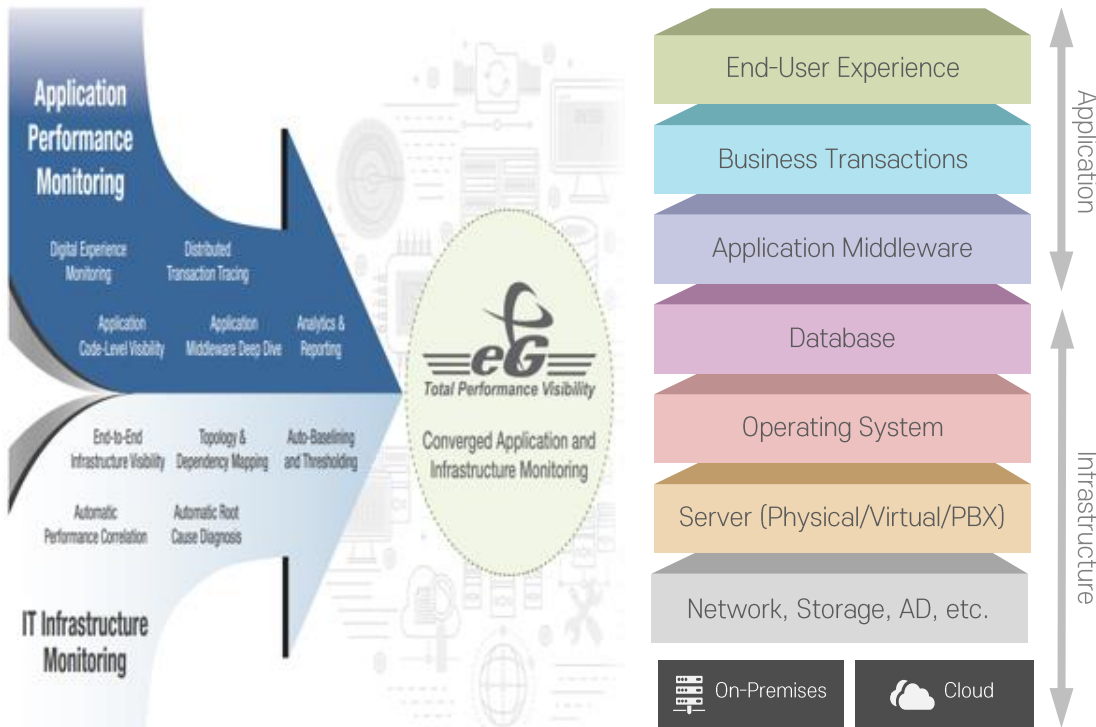 Application
Performance
Monitoring
Digital Experience
Monitoring
Distributed
Transaction Tracing
Application
Code-Level Visibility
Application
Middleware Deep Dive
Analytics &
Reporting
End-to-End
Infrastructure Visibility
Topology &
Dependency Mapping
Auto-Baselining
and Thresholding
Automatic
Performance Correlation
Automatic Root
Cause Diagnosis
IT Infrastructure
Monitoring
eG
Total Performance Visibility
Converged Application and
Infrastructure Monitoring
End-User Experience
Business Transactions
Application Middleware
Database
Operating System
Server (Physical/Virtual/PBX)
Network, Storage, AD, etc.
On-Premises
Cloud
Application
Infrastructure